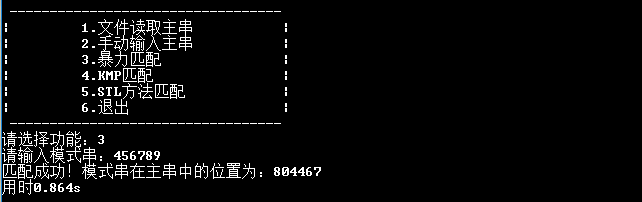 1.文件读取主串
2.手动输入主串
3.暴力匹配
4.KMP匹配
5.STL方法匹配
6.退出
请选择功能：3
请输入模式串：456789
匹配成功！模式串在主串中的位置为：804467
用时0.864s